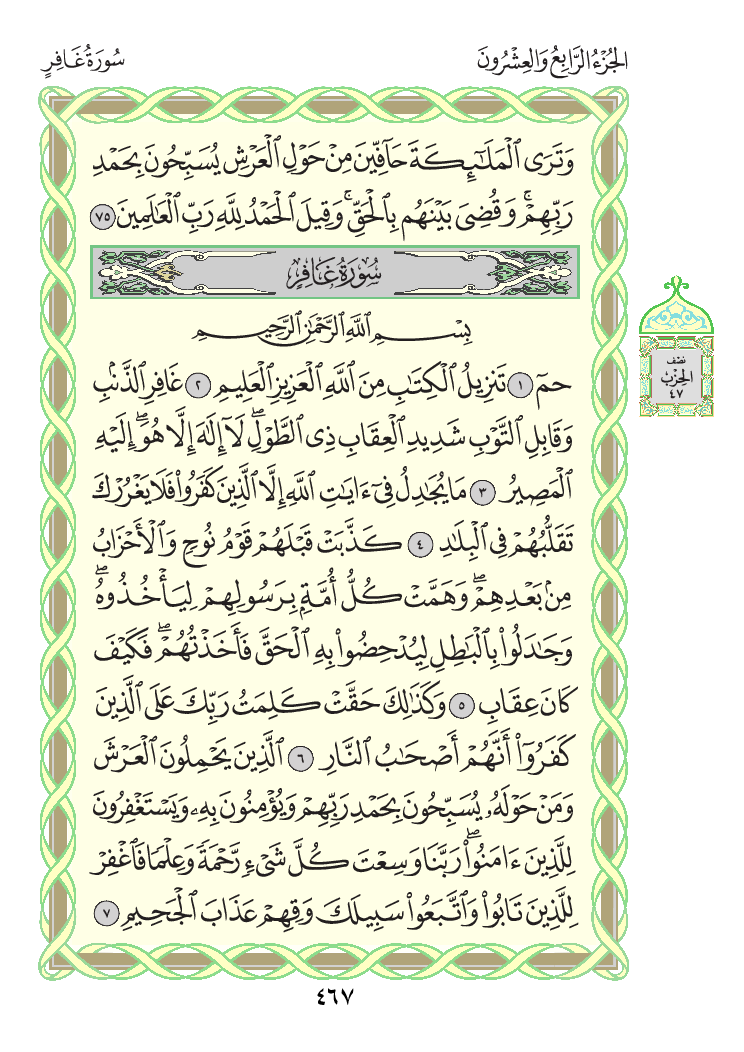 الجُزْءُ الرَّابِعُ وَالعِشْرُونَ
سُورَةُ غَافِرٍ
وَتَرَى ٱلْمَلَٰٓئِكَةَ حَآفِّينَ مِنْ حَوْلِ ٱلْعَرْشِ يُسَبِّحُونَ بِحَمْدِ
رَبِّهِمْۚ وَقُضِىَ بَيْنَهُم بِٱلْحَقِّۚ وَقِيلَ ٱلْحَمْدُ لِلَّهِ رَبِّ ٱلْعَٰلَمِينَ ٧٥
سُورَةُ غَافِرٍ
بِسْمِ ٱللَّهِ ٱلرَّحْمَٰنِ ٱلرَّحِيمِ
حمٓ ١ تَنزِيلُ ٱلْكِتَٰبِ مِنَ ٱللَّهِ ٱلْعَزِيزِ ٱلْعَلِيمِ ٢ غَافِرِ ٱلذَّنۢبِ
وَقَابِلِ ٱلتَّوْبِ شَدِيدِ ٱلْعِقَابِ ذِى ٱلطَّوْلِۖ لَآ إِلَٰهَ إِلَّا هُوَۖ إِلَيْهِ
ٱلْمَصِيرُ ٣ مَا يُجَٰدِلُ فِىٓ ءَايَٰتِ ٱللَّهِ إِلَّا ٱلَّذِينَ كَفَرُوا۟ فَلَا يَغْرُرْكَ
تَقَلُّبُهُمْ فِى ٱلْبِلَٰدِ ٤ كَذَّبَتْ قَبْلَهُمْ قَوْمُ نُوحٍ وَٱلْأَحْزَابُ
مِنۢ بَعْدِهِمْۖ وَهَمَّتْ كُلُّ أُمَّةٍۭ بِرَسُولِهِمْ لِيَأْخُذُوهُۖ
وَجَٰدَلُوا۟ بِٱلْبَٰطِلِ لِيُدْحِضُوا۟ بِهِ ٱلْحَقَّ فَأَخَذْتُهُمْۖ فَكَيْفَ
كَانَ عِقَابِ ٥ وَكَذَٰلِكَ حَقَّتْ كَلِمَتُ رَبِّكَ عَلَى ٱلَّذِينَ
كَفَرُوٓا۟ أَنَّهُمْ أَصْحَٰبُ ٱلنَّارِ ٦ ٱلَّذِينَ يَحْمِلُونَ ٱلْعَرْشَ
وَمَنْ حَوْلَهُۥ يُسَبِّحُونَ بِحَمْدِ رَبِّهِمْ وَيُؤْمِنُونَ بِهِۦ وَيَسْتَغْفِرُونَ
لِلَّذِينَ ءَامَنُوا۟ۖ رَبَّنَا وَسِعْتَ كُلَّ شَىْءٍ رَّحْمَةً وَعِلْمًا فَٱغْفِرْ
لِلَّذِينَ تَابُوا۟ وَٱتَّبَعُوا۟ سَبِيلَكَ وَقِهِمْ عَذَابَ ٱلْجَحِيمِ ٧
نصف
الحزب
٤٧
٤٦٧